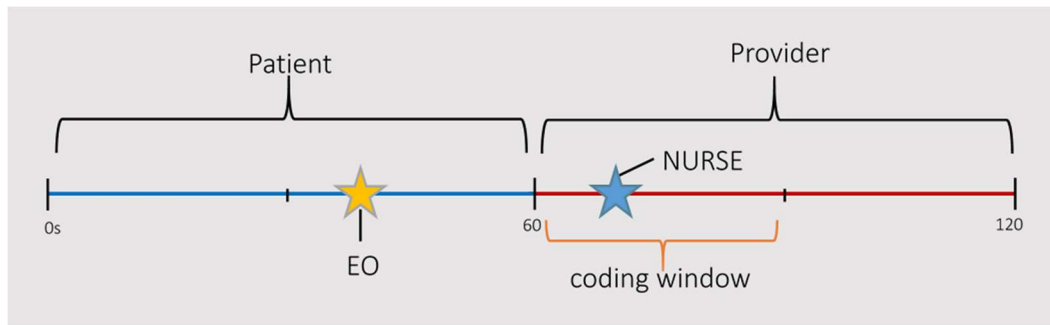 Patient
Provider
NURSE
0s
60
120
EO
coding window